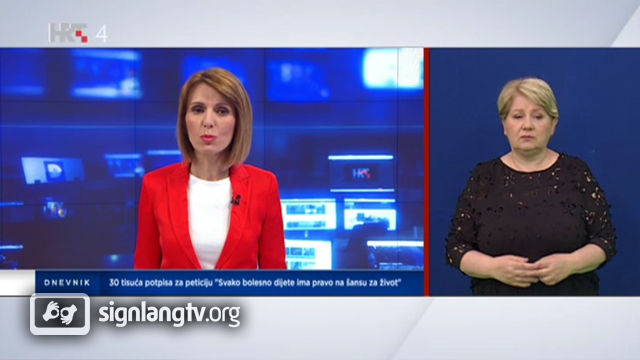 HRT 4
HRT
DNEVNIK 30 tisuća potpisa za peticiju "Svako bolesno dijete ima pravo na šansu za život"
signlangtv.org